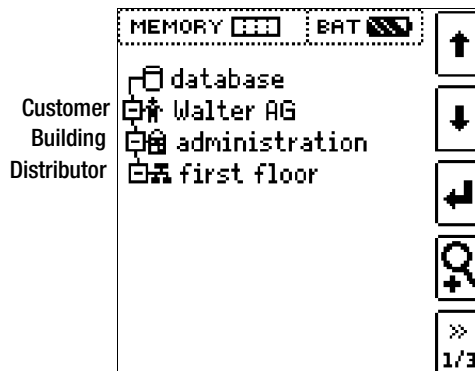 MEMORY BAT
database
Customer Walter AG
Building administration
Distributor first floor
»
1/3